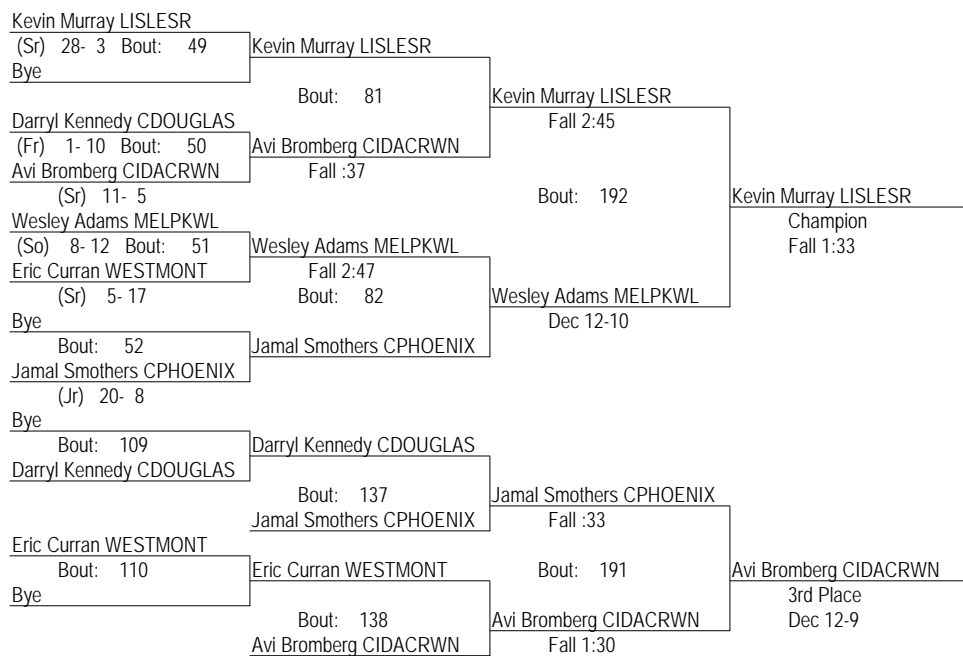 Kevin Murray LISLESR
(Sr) 28- 3 Bout: 49 Kevin Murray LISLESR
Bye
Bout: 81 Kevin Murray LISLESR
Darryl Kennedy CDOUGLAS Fall 2:45
(Fr) 1- 10 Bout: 50 Avi Bromberg CIDACRWN
Avi Bromberg CIDACRWN Fall :37
(Sr) 11- 5 Bout: 192 Kevin Murray LISLESR
Wesley Adams MELPKWL Champion
(So) 8- 12 Bout: 51 Wesley Adams MELPKWL Fall 1:33
Eric Curran WESTMONT Fall 2:47
(Sr) 5- 17 Bout: 82 Wesley Adams MELPKWL
Bye Dec 12-10
Bout: 52 Jamal Smothers CPHOENIX
Jamal Smothers CPHOENIX
(Jr) 20- 8
Bye
Bout: 109 Darryl Kennedy CDOUGLAS
Darryl Kennedy CDOUGLAS
Bout: 137 Jamal Smothers CPHOENIX
Jamal Smothers CPHOENIX Fall :33
Eric Curran WESTMONT
Bout: 110 Eric Curran WESTMONT Bout: 191 Avi Bromberg CIDACRWN
Bye 3rd Place
Bout: 138 Avi Bromberg CIDACRWN Dec 12-9
Avi Bromberg CIDACRWN Fall 1:30